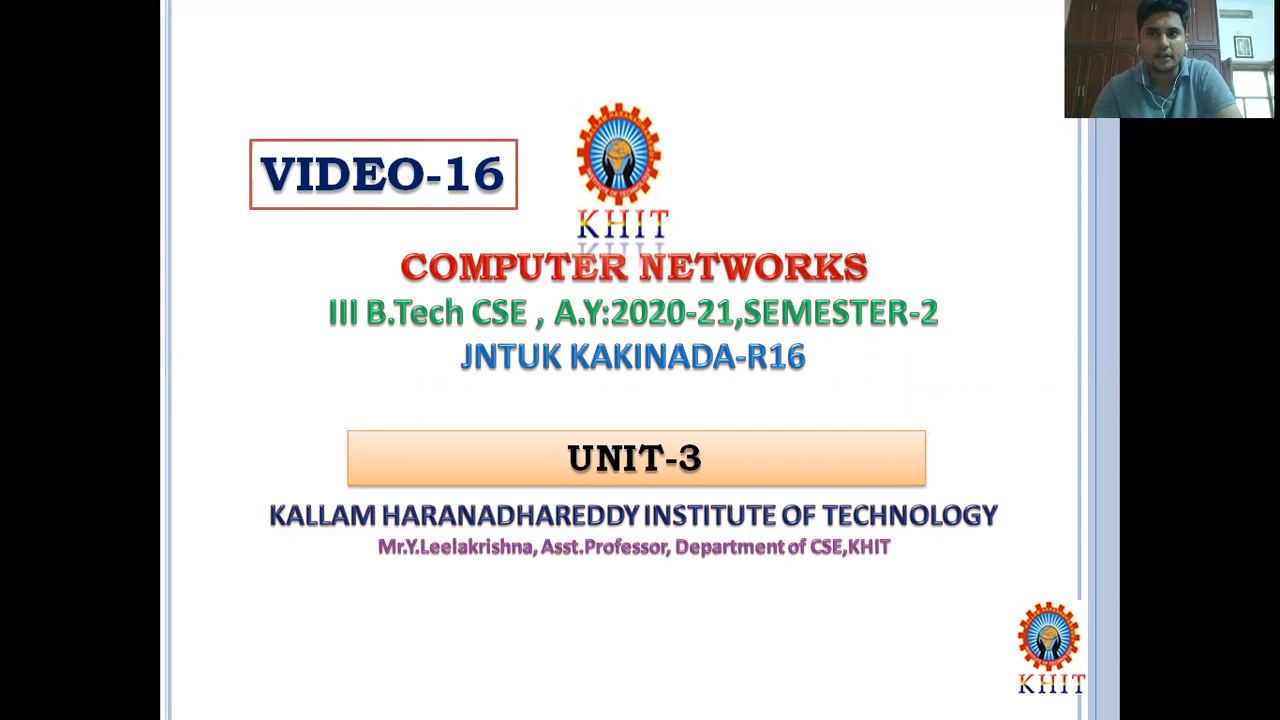 VIDEO-16
KHIT
COMPUTER NETWORKS
III B.Tech CSE , A.Y:2020-21,SEMESTER-2
JNTUK KAKINADA-R16
UNIT-3
KALLAM HARANADHAREDDY INSTITUTE OF TECHNOLOGY
Mr.Y.Leelakrishna, Asst.Professor, Department of CSE,KHIT
KHIT